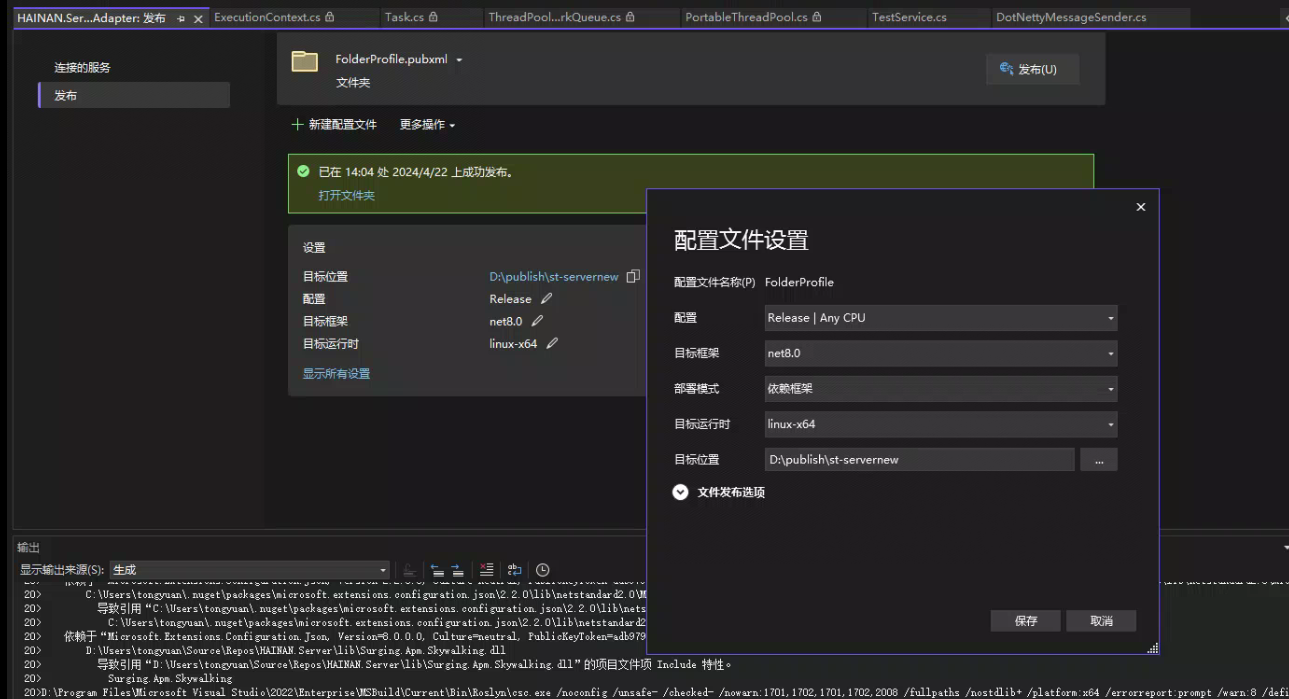 HAINAN.Ser...Adapter: 发布
ExecutionContext.cs
Task.cs
ThreadPool...rkQueue.cs
PortableThreadPool.cs
TestService.cs
DotNettyMessageSender.cs
连接的服务
发布
FolderProfile.pubxml
文件夹
发布(U)
新建配置文件
更多操作
已在 14:04 处 2024/4/22 上成功发布。
打开文件夹
设置
目标位置 D:\publish\st-servernew
配置 Release
目标框架 net8.0
目标运行时 linux-x64
显示所有设置
配置文件设置
配置文件名称(P) FolderProfile
配置 Release | Any CPU
目标框架 net8.0
部署模式 依赖框架
目标运行时 linux-x64
目标位置 D:\publish\st-servernew ...
文件发布选项
保存
取消
输出
显示输出来源(S): 生成
20> C:\Users\tongyuan\.nuget\packages\microsoft.extensions.configuration.json\2.2.0\lib\netstandard2.0\M
20> 导致引用“C:\Users\tongyuan\.nuget\packages\microsoft.extensions.configuration.json\2.2.0\lib\nets
20> C:\Users\tongyuan\.nuget\packages\microsoft.extensions.configuration.json\2.2.0\lib\netstandard
20> 依赖于“Microsoft.Extensions.Configuration.Json, Version=8.0.0.0, Culture=neutral, PublicKeyToken=adb979
20> D:\Users\tongyuan\Source\Repos\HAINAN.Server\lib\Surging.Apm.Skywalking.dll
20> 导致引用“D:\Users\tongyuan\Source\Repos\HAINAN.Server\lib\Surging.Apm.Skywalking.dll”的项目文件项 Include 特性。
20> Surging.Apm.Skywalking
20>D:\Program Files\Microsoft Visual Studio\2022\Enterprise\MSBuild\Current\Bin\Roslyn\csc.exe /noconfig /unsafe- /checked- /nowarn:1701,1702,1701,1702,2008 /fullpaths /nostdlib+ /platform:x64 /errorreport:prompt /warn:8 /defi